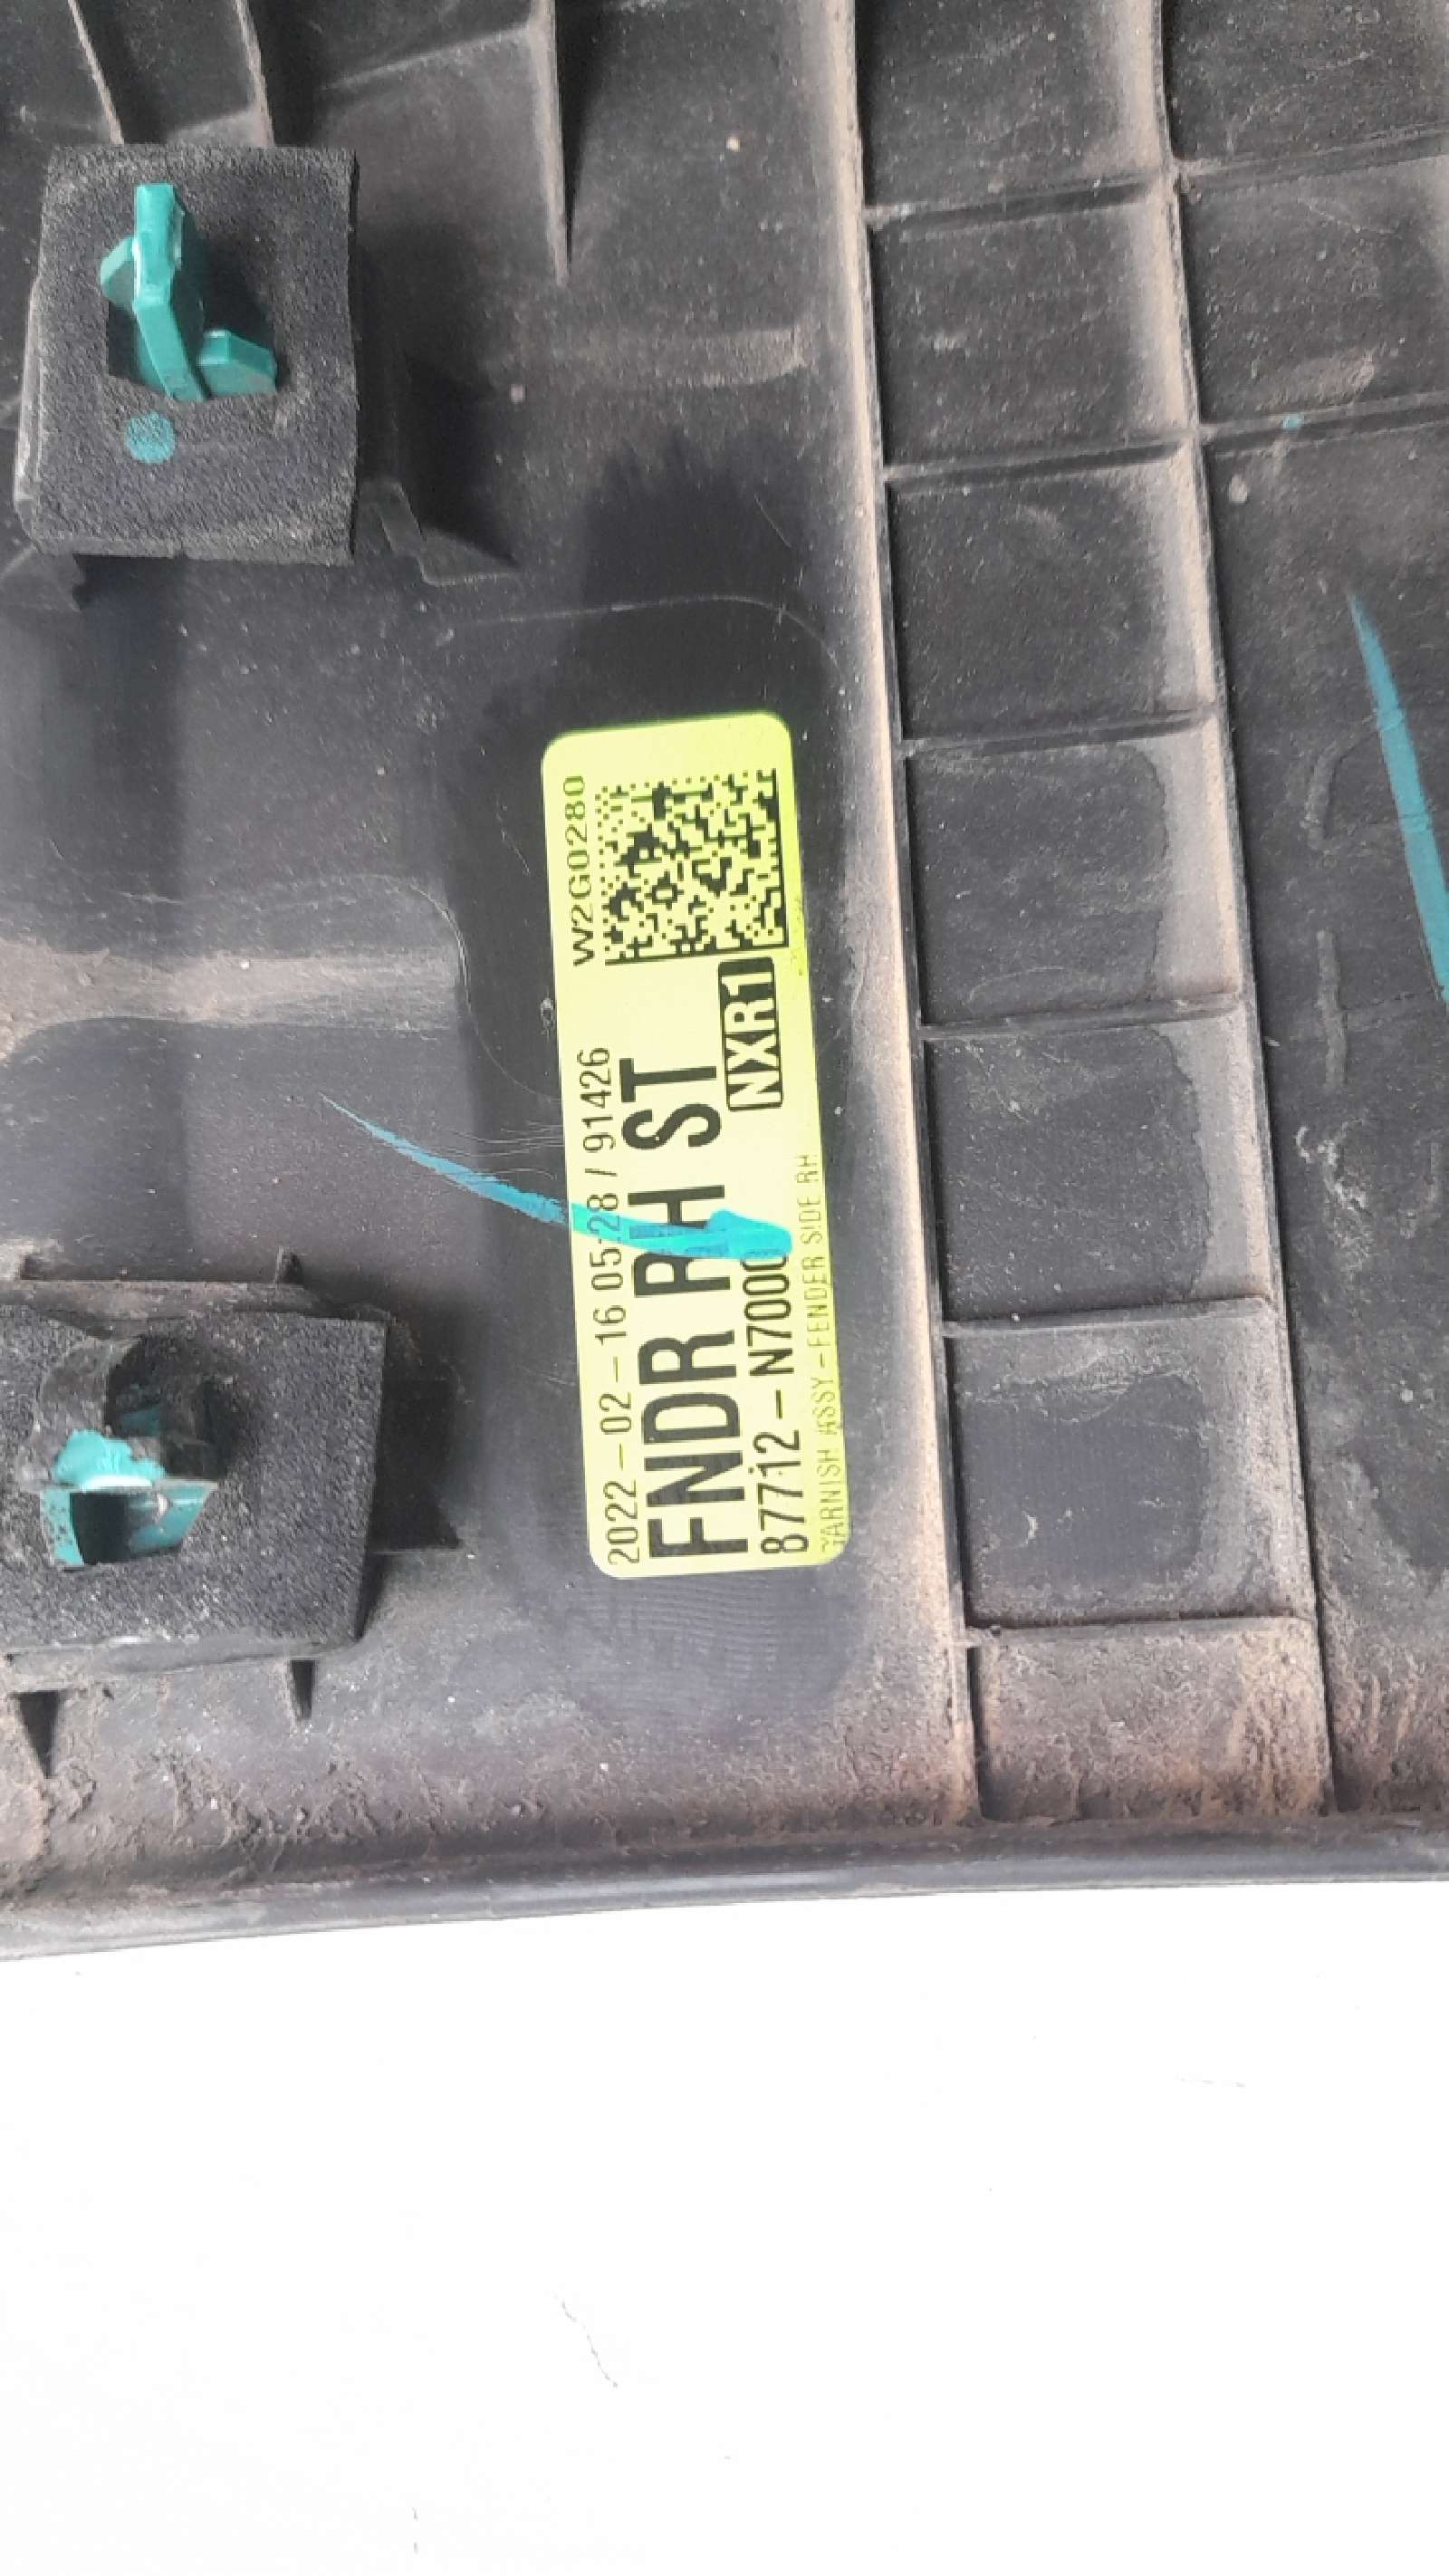 W2G0280
2022-02-16 05:28 / 91426
FNDR RH ST
87712-N7000
NXR1
GARNISH ASSY-FENDER SIDE RH